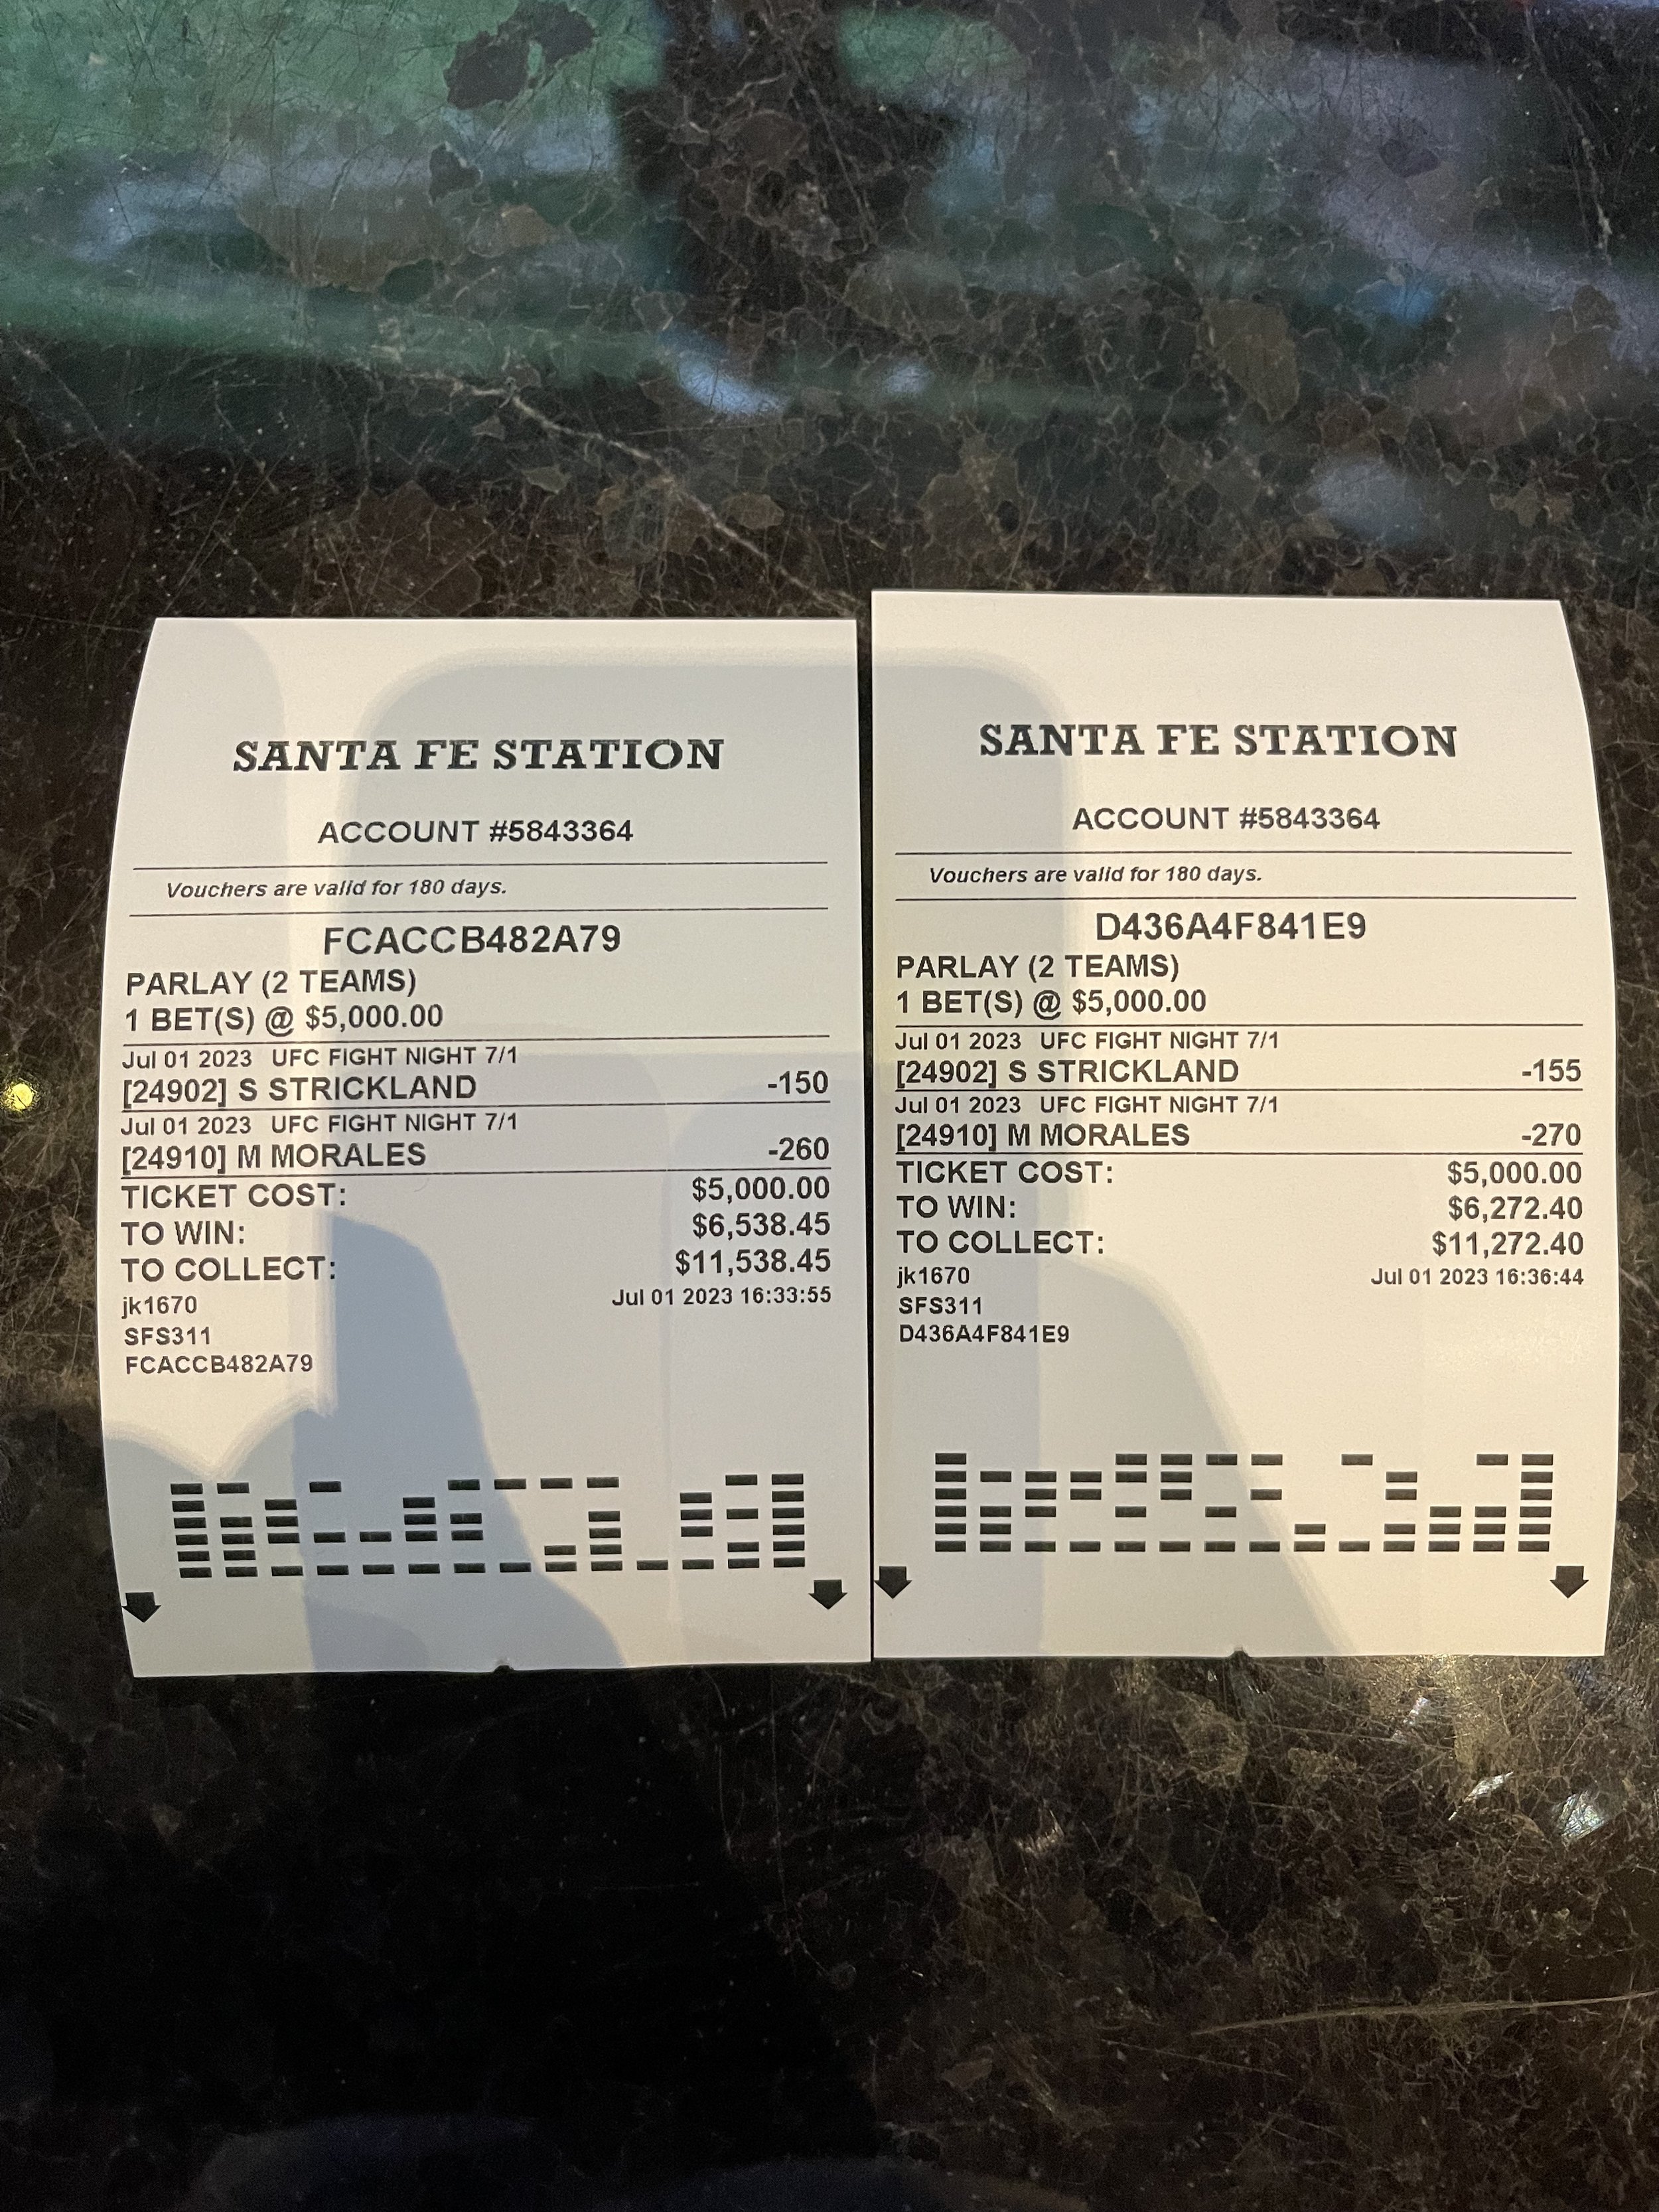 SANTA FE STATION
ACCOUNT #5843364
Vouchers are valid for 180 days.
FCACCB482A79
PARLAY (2 TEAMS)
1 BET(S) @ $5,000.00
Jul 01 2023 UFC FIGHT NIGHT 7/1
[24902] S STRICKLAND -150
Jul 01 2023 UFC FIGHT NIGHT 7/1
[24910] M MORALES -260
TICKET COST: $5,000.00
TO WIN: $6,538.45
TO COLLECT: $11,538.45
jk1670 Jul 01 2023 16:33:55
SFS311
FCACCB482A79
SANTA FE STATION
ACCOUNT #5843364
Vouchers are valid for 180 days.
D436A4F841E9
PARLAY (2 TEAMS)
1 BET(S) @ $5,000.00
Jul 01 2023 UFC FIGHT NIGHT 7/1
[24902] S STRICKLAND -155
Jul 01 2023 UFC FIGHT NIGHT 7/1
[24910] M MORALES -270
TICKET COST: $5,000.00
TO WIN: $6,272.40
TO COLLECT: $11,272.40
jk1670 Jul 01 2023 16:36:44
SFS311
D436A4F841E9